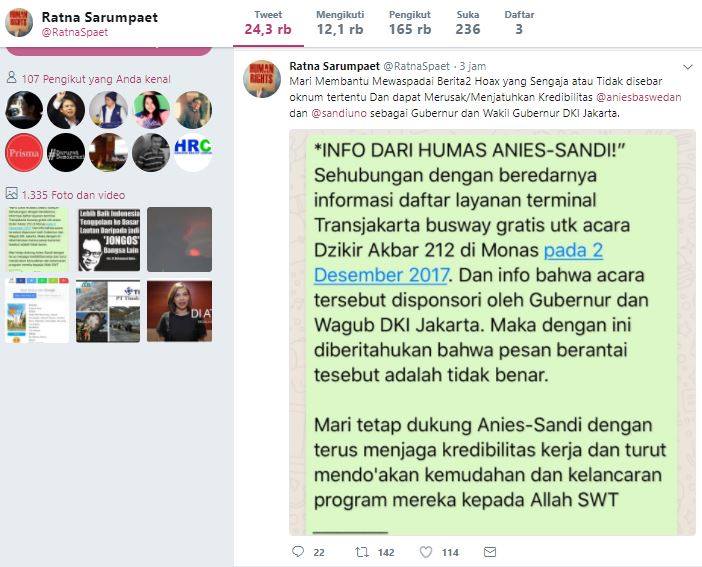 Ratna Sarumpaet
@RatnaSpaet
Tweet
24,3 rb
Mengikuti
12,1 rb
Pengikut
165 rb
Suka
236
Daftar
3
107 Pengikut yang Anda kenal
Prisma
#Darurat
Demokrasi
HRC
1.335 Foto dan video
Lebih Baik Indonesia
Tenggelam ke Dasar
Lautan Daripada jadi
'JONGOS'
Bangsa Lain
PT Timah
DI AT
HUMAN
RIGHTS
Ratna Sarumpaet @RatnaSpaet · 3 jam
Mari Membantu Mewaspadai Berita2 Hoax yang Sengaja atau Tidak disebar
oknum tertentu Dan dapat Merusak/Menjatuhkan Kredibilitas @aniesbaswedan
dan @sandiuno sebagai Gubernur dan Wakil Gubernur DKI Jakarta.
*INFO DARI HUMAS ANIES-SANDI!”
Sehubungan dengan beredarnya
informasi daftar layanan terminal
Transjakarta busway gratis utk acara
Dzikir Akbar 212 di Monas pada 2
Desember 2017. Dan info bahwa acara
tersebut disponsori oleh Gubernur dan
Wagub DKI Jakarta. Maka dengan ini
diberitahukan bahwa pesan berantai
tesebut adalah tidak benar.
Mari tetap dukung Anies-Sandi dengan
terus menjaga kredibilitas kerja dan turut
mendo'akan kemudahan dan kelancaran
program mereka kepada Allah SWT
22
142
114